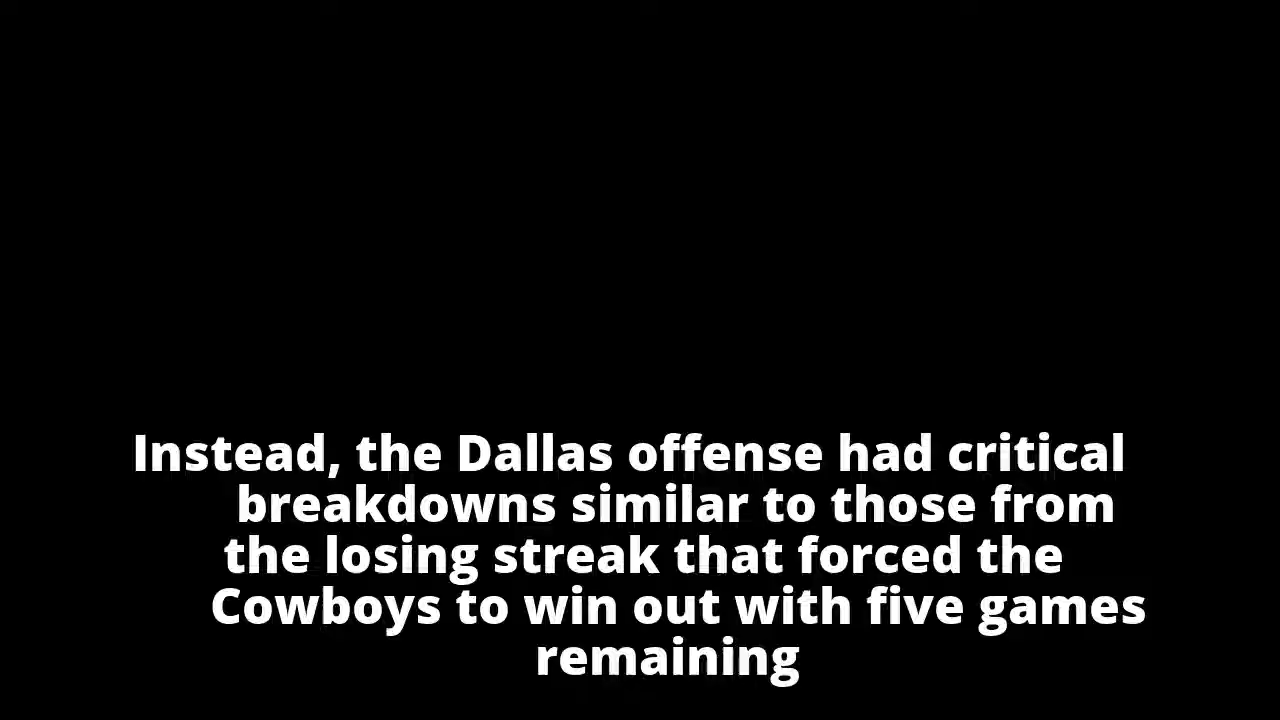 Instead, the Dallas offense had critical
breakdowns similar to those from
the losing streak that forced the
Cowboys to win out with five games
remaining